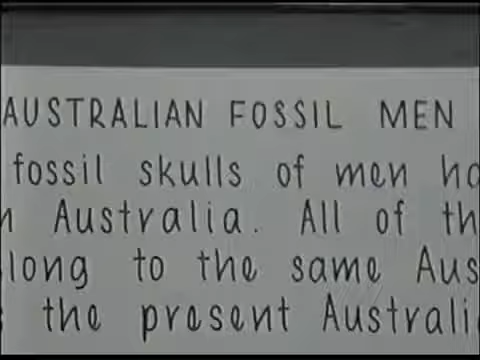 AUSTRALIAN FOSSIL MEN
fossil skulls of men
Australia. All of
to the same
the present